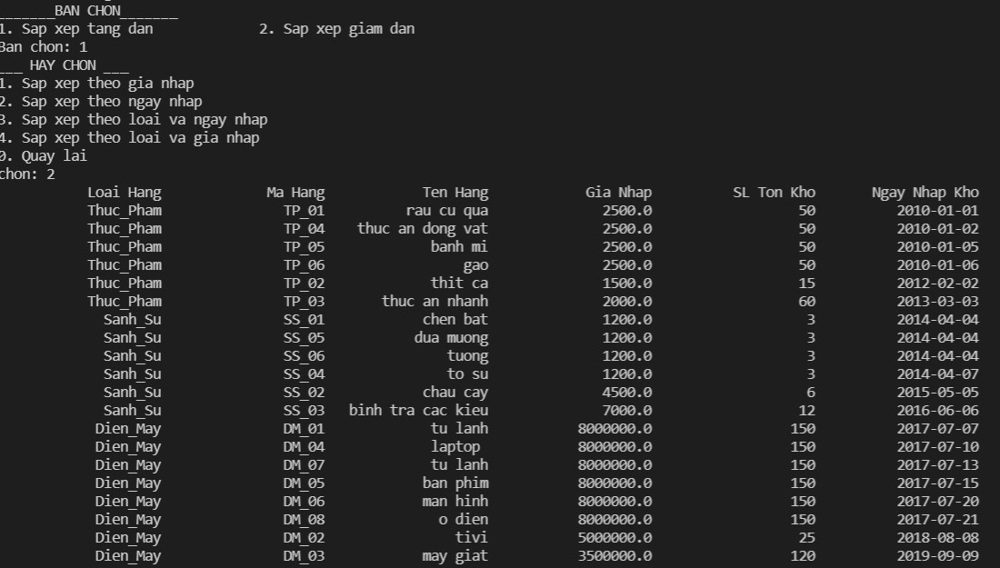 _______BAN CHON_______
1. Sap xep tang dan 2. Sap xep giam dan
Ban chon: 1
___ HAY CHON ___
1. Sap xep theo gia nhap
2. Sap xep theo ngay nhap
3. Sap xep theo loai va ngay nhap
4. Sap xep theo loai va gia nhap
0. Quay lai
chon: 2
Loai Hang Ma Hang Ten Hang Gia Nhap SL Ton Kho Ngay Nhap Kho
Thuc_Pham TP_01 rau cu qua 2500.0 50 2010-01-01
Thuc_Pham TP_04 thuc an dong vat 2500.0 50 2010-01-02
Thuc_Pham TP_05 banh mi 2500.0 50 2010-01-05
Thuc_Pham TP_06 gao 2500.0 50 2010-01-06
Thuc_Pham TP_02 thit ca 1500.0 15 2012-02-02
Thuc_Pham TP_03 thuc an nhanh 2000.0 60 2013-03-03
Sanh_Su SS_01 chen bat 1200.0 3 2014-04-04
Sanh_Su SS_05 dua muong 1200.0 3 2014-04-04
Sanh_Su SS_06 tuong 1200.0 3 2014-04-04
Sanh_Su SS_04 to su 1200.0 3 2014-04-07
Sanh_Su SS_02 chau cay 4500.0 6 2015-05-05
Sanh_Su SS_03 binh tra cac kieu 7000.0 12 2016-06-06
Dien_May DM_01 tu lanh 8000000.0 150 2017-07-07
Dien_May DM_04 laptop 8000000.0 150 2017-07-10
Dien_May DM_07 tu lanh 8000000.0 150 2017-07-13
Dien_May DM_05 ban phim 8000000.0 150 2017-07-15
Dien_May DM_06 man hinh 8000000.0 150 2017-07-20
Dien_May DM_08 o dien 8000000.0 150 2017-07-21
Dien_May DM_02 tivi 5000000.0 25 2018-08-08
Dien_May DM_03 may giat 3500000.0 120 2019-09-09